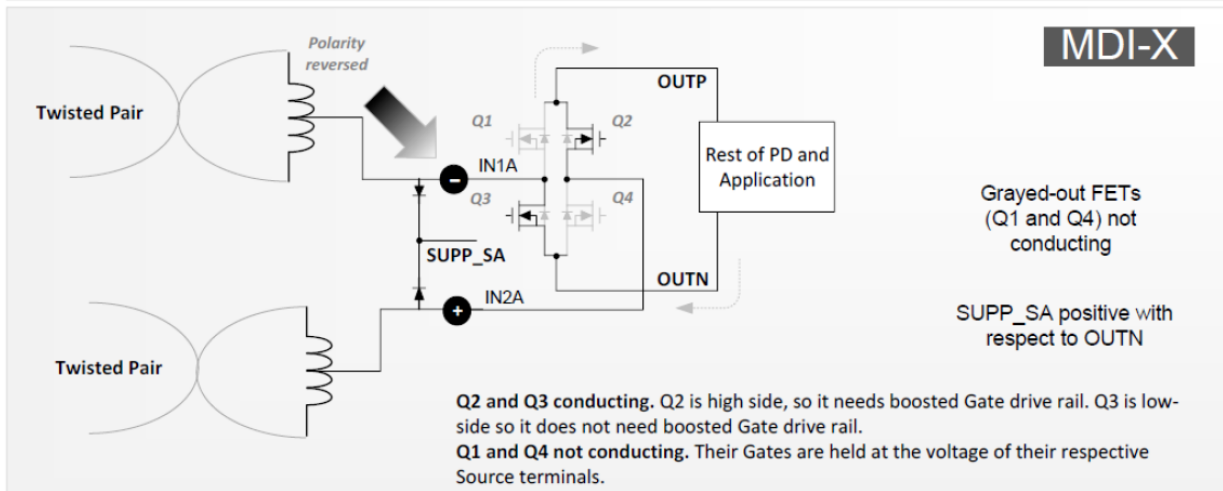 MDI-X
Polarity
reversed
OUTP
Twisted Pair
Q1
Q2
Rest of PD and
Application
IN1A
Q3
Q4
Grayed-out FETs
(Q1 and Q4) not
conducting
SUPP_SA
OUTN
IN2A
SUPP_SA positive with
respect to OUTN
Twisted Pair
Q2 and Q3 conducting. Q2 is high side, so it needs boosted Gate drive rail. Q3 is low-
side so it does not need boosted Gate drive rail.
Q1 and Q4 not conducting. Their Gates are held at the voltage of their respective
Source terminals.